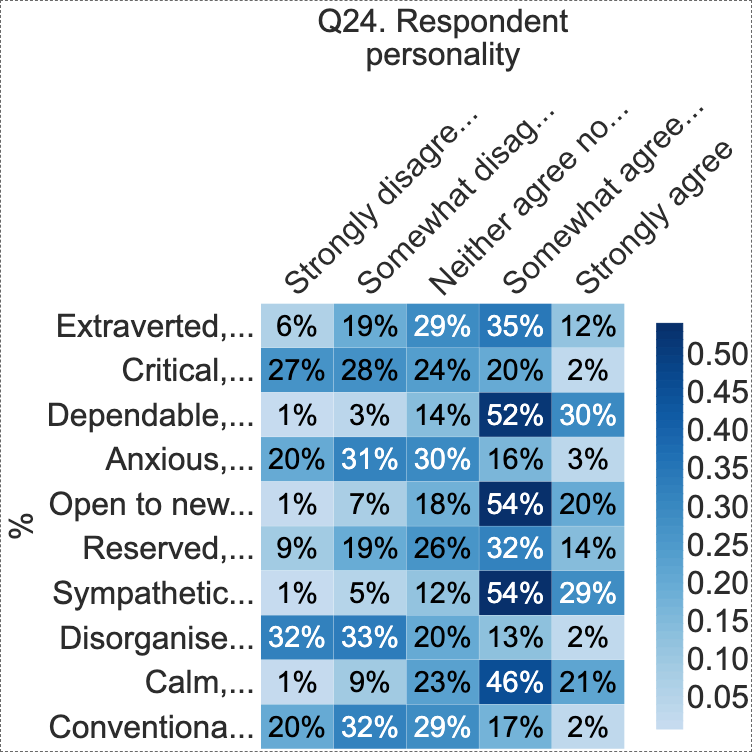 Q24. Respondent
personality
Strongly disagre...
Somewhat disag...
Neither agree no...
Somewhat agree...
Strongly agree
Extraverted,... 6% 19% 29% 35% 12%
Critical,... 27% 28% 24% 20% 2%
Dependable,... 1% 3% 14% 52% 30%
Anxious,... 20% 31% 30% 16% 3%
Open to new... 1% 7% 18% 54% 20%
Reserved,... 9% 19% 26% 32% 14%
Sympathetic... 1% 5% 12% 54% 29%
Disorganise... 32% 33% 20% 13% 2%
Calm,... 1% 9% 23% 46% 21%
Conventiona... 20% 32% 29% 17% 2%
%
0.50
0.45
0.40
0.35
0.30
0.25
0.20
0.15
0.10
0.05